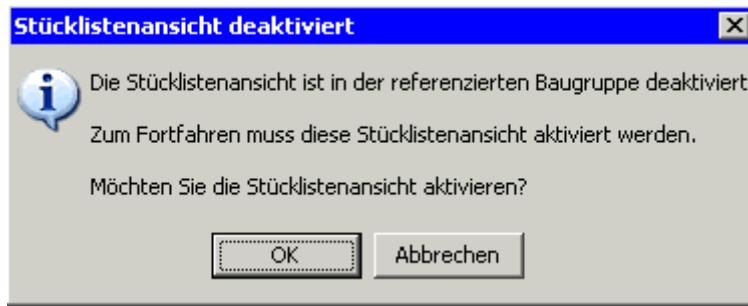 Stücklistenansicht deaktiviert
Die Stücklistenansicht ist in der referenzierten Baugruppe deaktiviert
Zum Fortfahren muss diese Stücklistenansicht aktiviert werden.
Möchten Sie die Stücklistenansicht aktivieren?
OK
Abbrechen